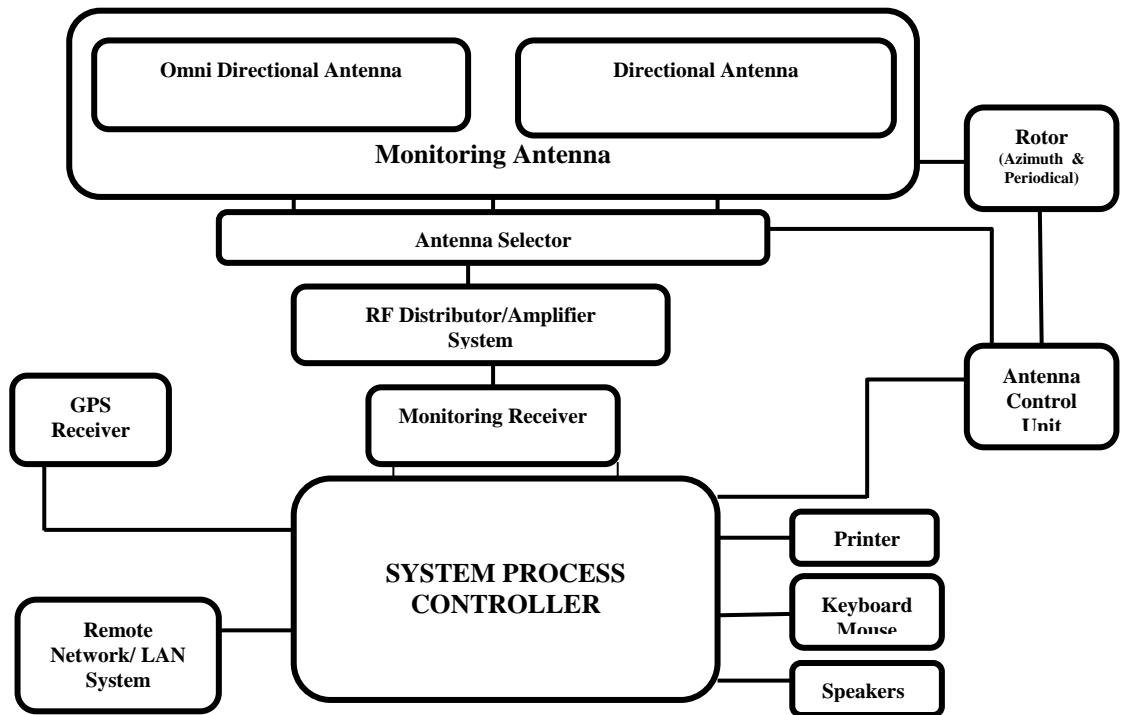 Omni Directional Antenna
Directional Antenna
Monitoring Antenna
Rotor
(Azimuth & 
Periodical)
Antenna Selector
RF Distributor/Amplifier
System
GPS
Receiver
Monitoring Receiver
Antenna
Control
Unit
SYSTEM PROCESS
CONTROLLER
Printer
Keyboard
Mouse
Remote
Network/ LAN
System
Speakers